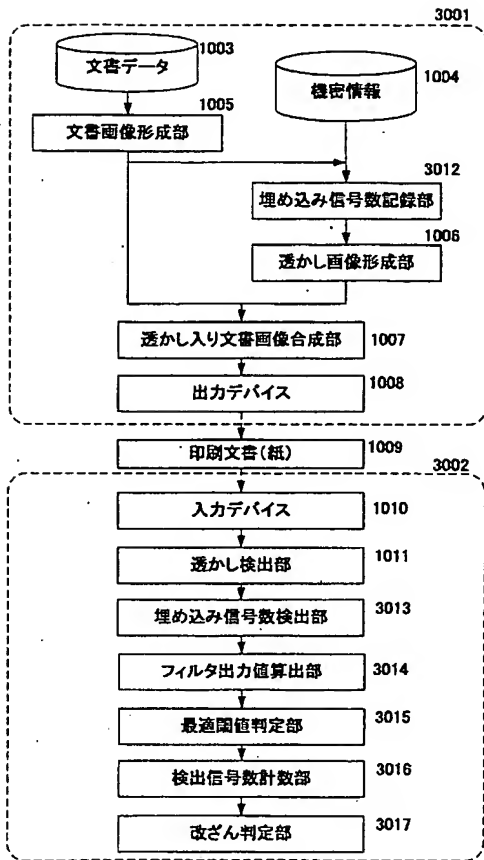 3001
1003
文書データ
1004
機密情報
1005
文書画像形成部
3012
埋め込み信号数記録部
1006
透かし画像形成部
透かし入り文書画像合成部
1007
出力デバイス
1008
印刷文書(紙)
1009
3002
入力デバイス
1010
透かし検出部
1011
埋め込み信号数検出部
3013
フィルタ出力値算出部
3014
最適閾値判定部
3015
検出信号数計数部
3016
改ざん判定部
3017